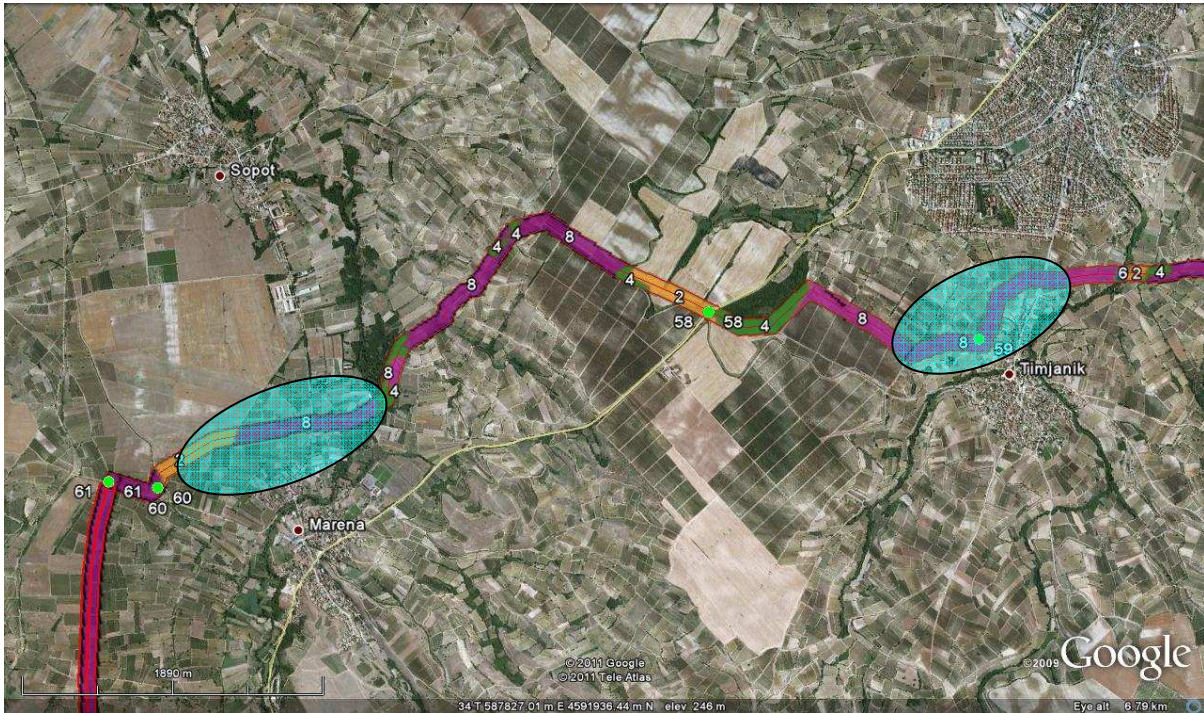 Sopot
4 4 8
8
4
2
58 58 4
8
8
4
8
59
Timjanik
6 2 4
8
2
61 61 60
60
Marena
1890 m
© 2011 Google
© 2011 Tele Atlas
©2009 Google
34 T 587827.01 m E 4591936.44 m N elev 246 m
Eye alt 6.79 km